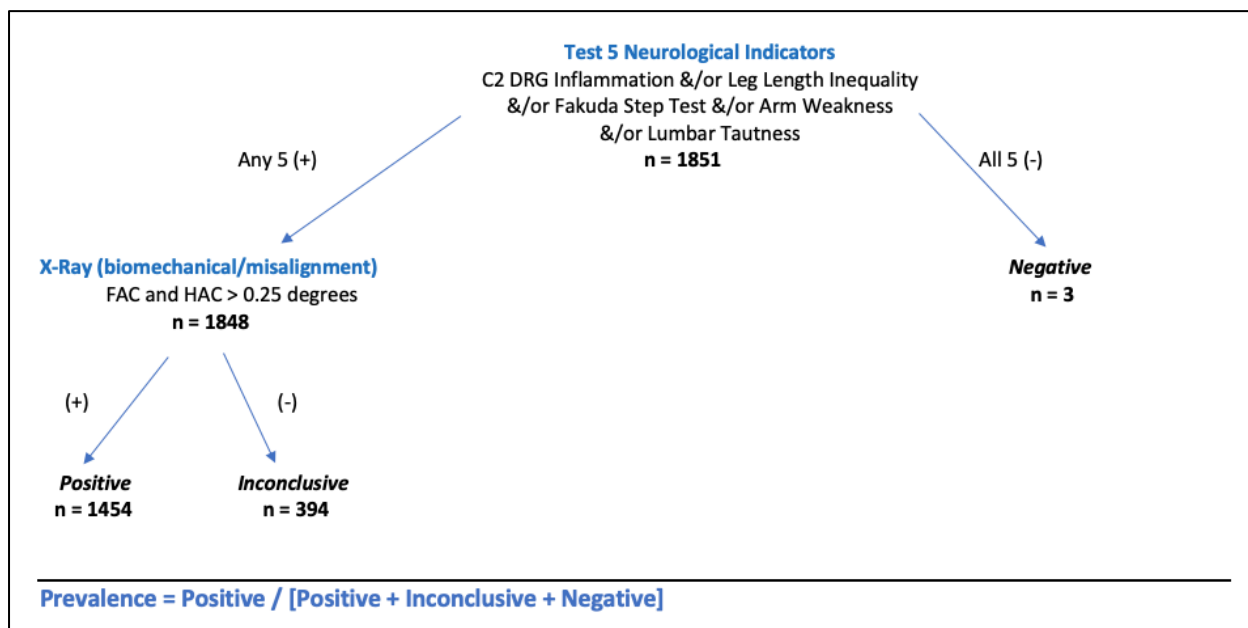 Test 5 Neurological Indicators
C2 DRG Inflammation &/or Leg Length Inequality
&/or Fakuda Step Test &/or Arm Weakness
&/or Lumbar Tautness
n = 1851
Any 5 (+)
All 5 (-)
X-Ray (biomechanical/misalignment)
FAC and HAC > 0.25 degrees
n = 1848
Negative
n = 3
(+)
(-)
Positive
n = 1454
Inconclusive
n = 394
Prevalence = Positive / [Positive + Inconclusive + Negative]